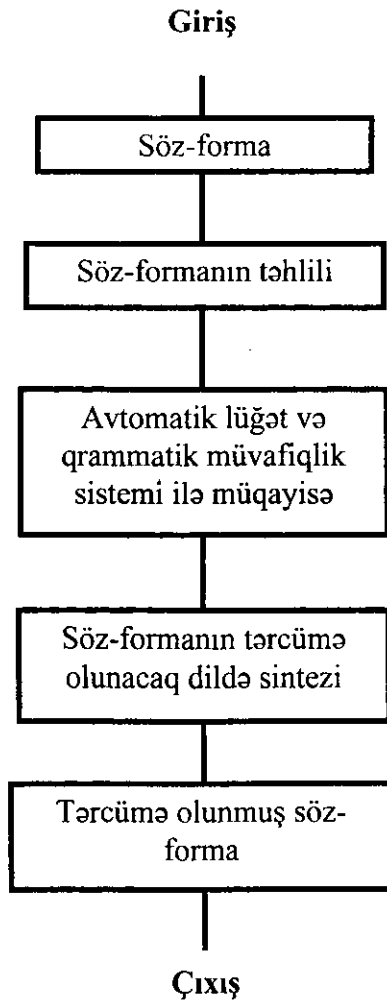 Giriş
Söz-forma
Söz-formanın təhlili
Avtomatik lüğət və
qrammatik müvafiqlik
sistemi ilə müqayisə
Söz-formanın tərcümə
olunacaq dildə sintezi
Tərcümə olunmuş söz-
forma
Çıxış